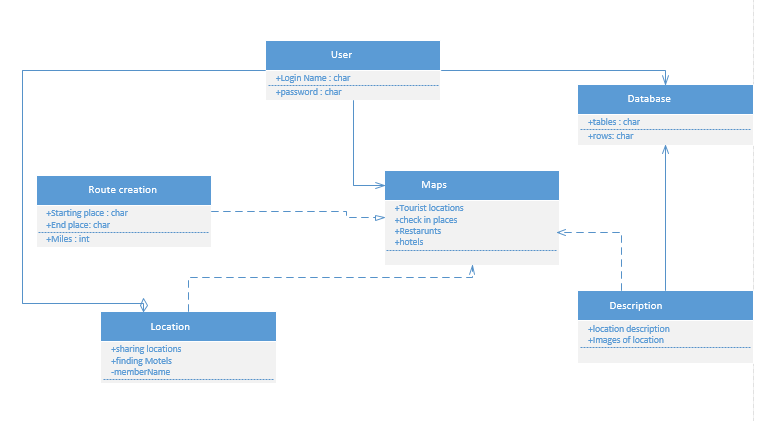 User
+Login Name : char
+password : char
Database
+tables : char
+rows: char
Route creation
+Starting place : char
+End place: char
+Miles : int
Maps
+Tourist locations
+check in places
+Restarunts
+hotels
Location
+sharing locations
+finding Motels
-memberName
Description
+location description
+Images of location